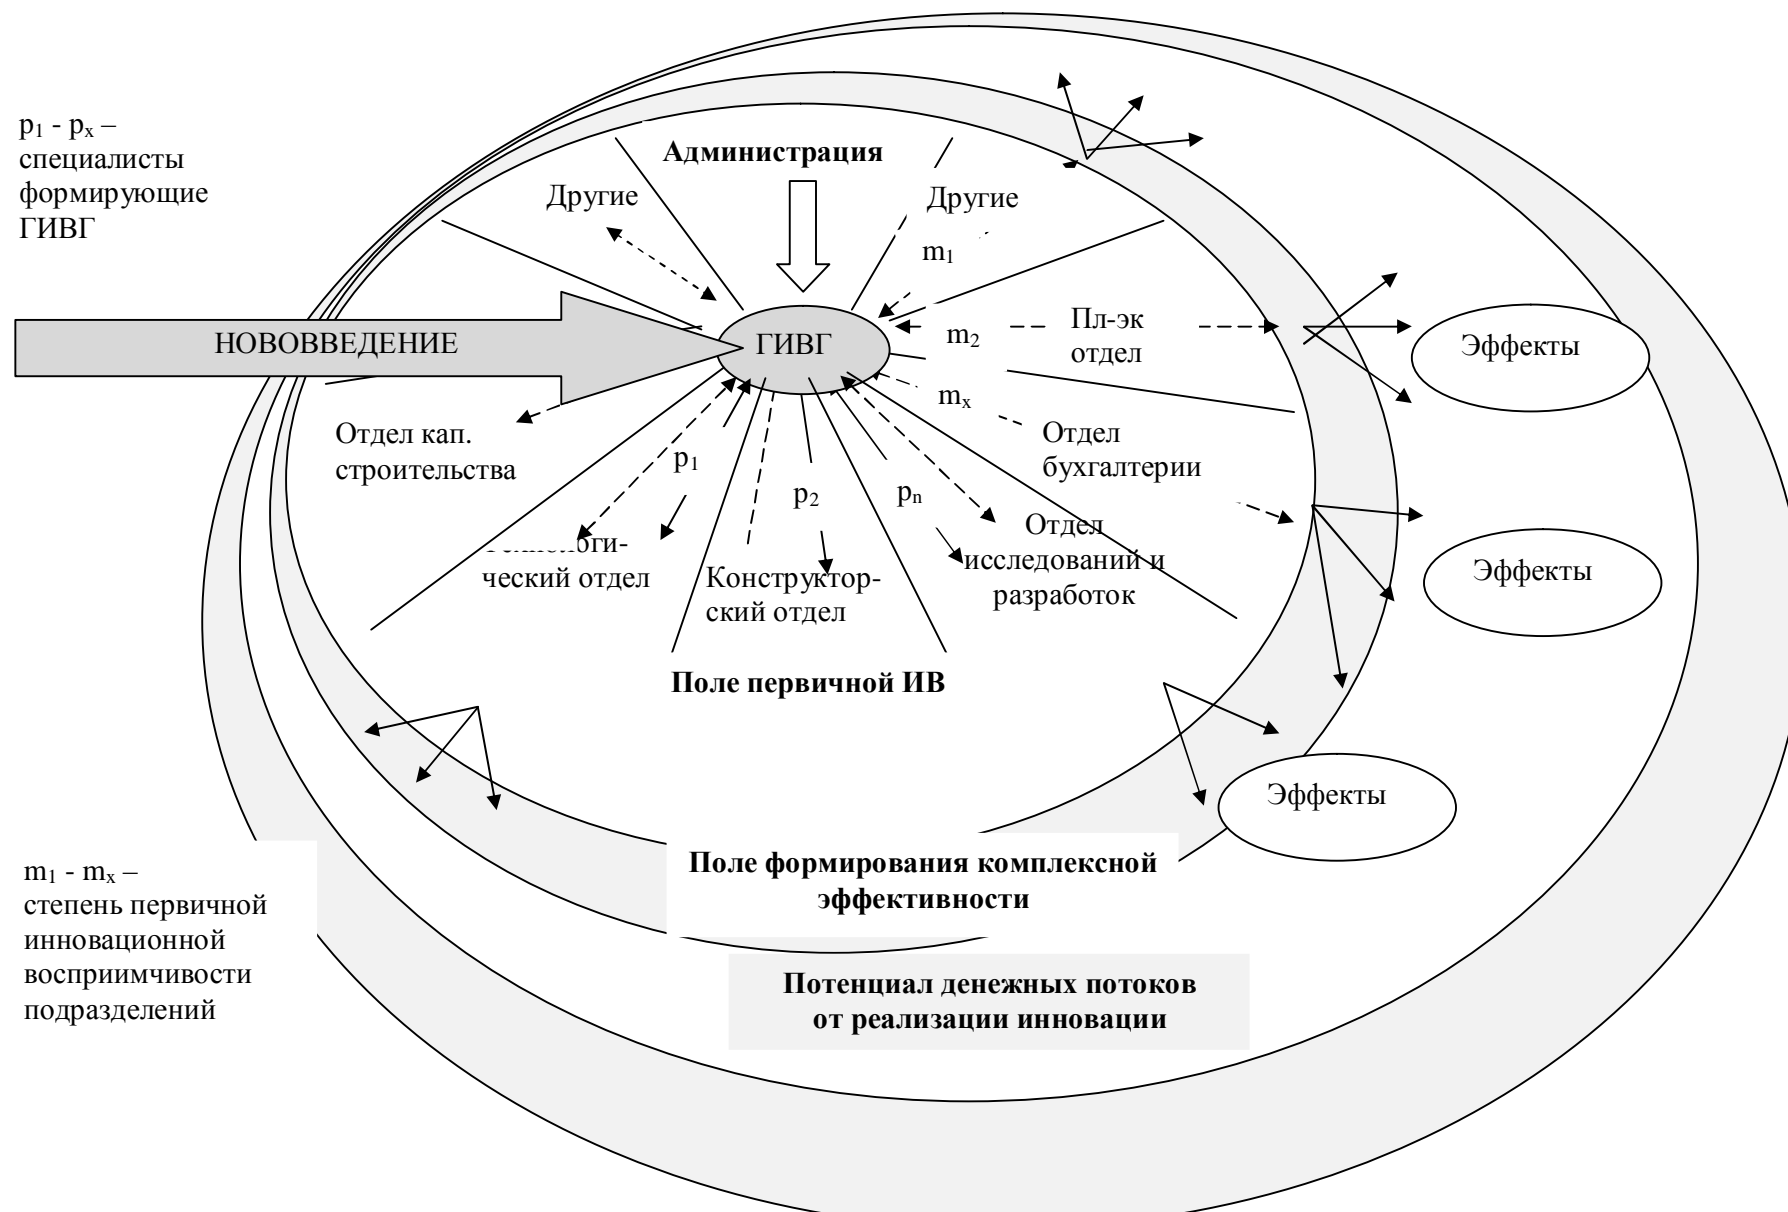 p1 - px –
специалисты
формирующие
ГИВГ
Администрация
Другие
Другие
m1
НОВОВВЕДЕНИЕ
ГИВГ
m2
Пл-эк
отдел
Эффекты
mx
Отдел кап.
строительства
Отдел
бухгалтерии
p1
p2
pn
ческий отдел
Конструктор-
ский отдел
Отдел
исследований и
разработок
Эффекты
Поле первичной ИВ
Эффекты
Поле формирования комплексной
эффективности
m1 - mx –
степень первичной
инновационной
восприимчивости
подразделений
Потенциал денежных потоков
от реализации инновации